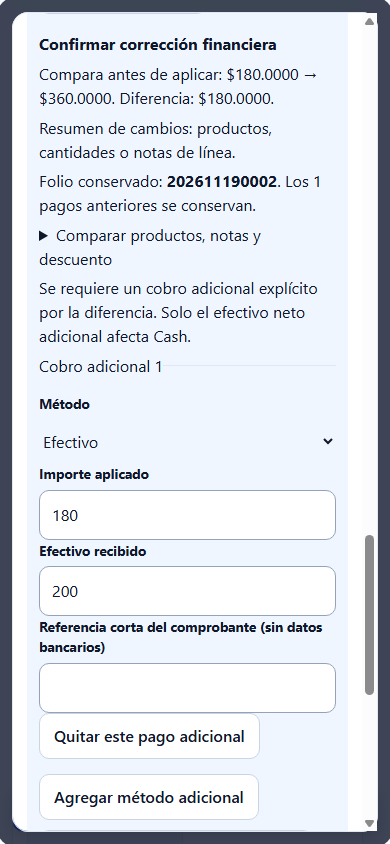 Confirmar corrección financiera
Compara antes de aplicar: $180.0000 →
$360.0000. Diferencia: $180.0000.
Resumen de cambios: productos,
cantidades o notas de línea.
Folio conservado: 202611190002. Los 1
pagos anteriores se conservan.
▶ Comparar productos, notas y
descuento
Se requiere un cobro adicional explícito
por la diferencia. Solo el efectivo neto
adicional afecta Cash.
Cobro adicional 1
Método
Efectivo
Importe aplicado
180
Efectivo recibido
200
Referencia corta del comprobante (sin datos
bancarios)
Quitar este pago adicional
Agregar método adicional